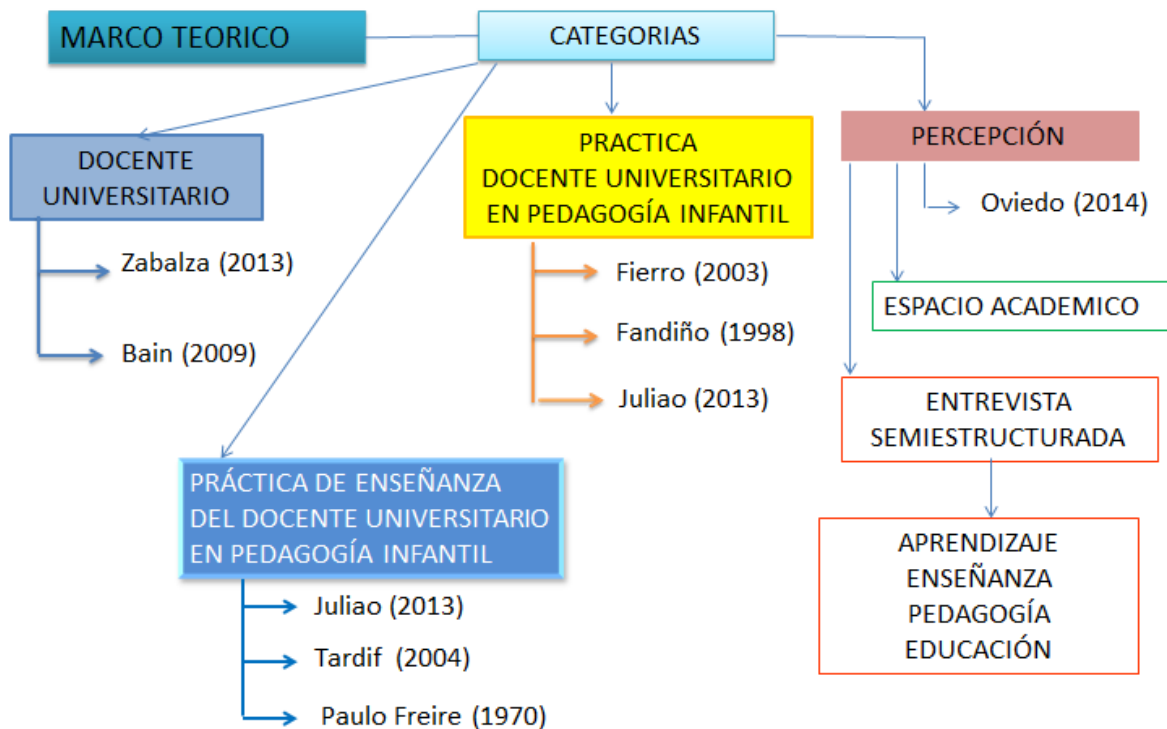 MARCO TEORICO
CATEGORIAS
DOCENTE
UNIVERSITARIO
Zabalza (2013)
Bain (2009)
PRACTICA
DOCENTE UNIVERSITARIO
EN PEDAGOGÍA INFANTIL
Fierro (2003)
Fandiño (1998)
Juliao (2013)
PERCEPCIÓN
Oviedo (2014)
ESPACIO ACADEMICO
ENTREVISTA
SEMIESTRUCTURADA
APRENDIZAJE
ENSEÑANZA
PEDAGOGÍA
EDUCACIÓN
PRÁCTICA DE ENSEÑANZA
DEL DOCENTE UNIVERSITARIO
EN PEDAGOGÍA INFANTIL
Juliao (2013)
Tardif (2004)
Paulo Freire (1970)